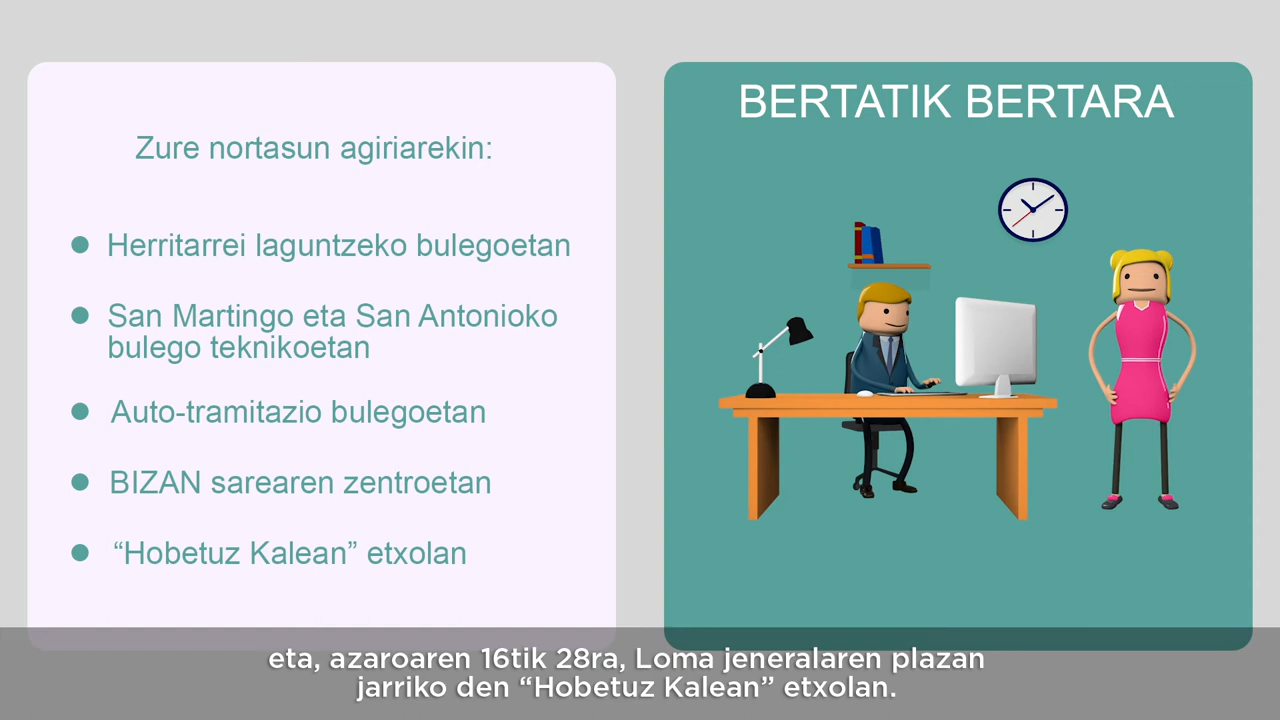 Zure nortasun agiriarekin:
● Herritarrei laguntzeko bulegoetan
● San Martingo eta San Antonioko
bulego teknikoetan
● Auto-tramitazio bulegoetan
● BIZAN sarearen zentroetan
● “Hobetuz Kalean” etxolan
BERTATIK BERTARA
eta, azaroaren 16tik 28ra, Loma jeneralaren plazan
jarriko den “Hobetuz Kalean” etxolan.